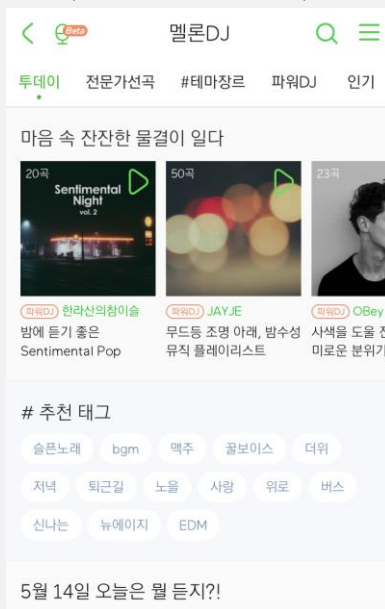 Beta
멜론DJ
투데이 전문가선곡 #테마장르 파워DJ 인기
마음 속 잔잔한 물결이 일다
20곡
Sentimental
Night
vol. 2
50곡
23곡
파워DJ 한라산의참이슬
밤에 듣기 좋은
Sentimental Pop
파워DJ JAYJE
무드등 조명 아래, 밤수성
뮤직 플레이리스트
파워DJ OBey
사색을 도울
미로운 분위기
# 추천 태그
슬픈노래 bgm 맥주 꿀보이스 더위
저녁 퇴근길 노을 사랑 위로 버스
신나는 뉴에이지 EDM
5월 14일 오늘은 뭘 듣지?!